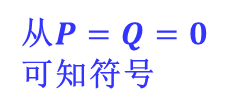 从P = Q = 0
可知符号